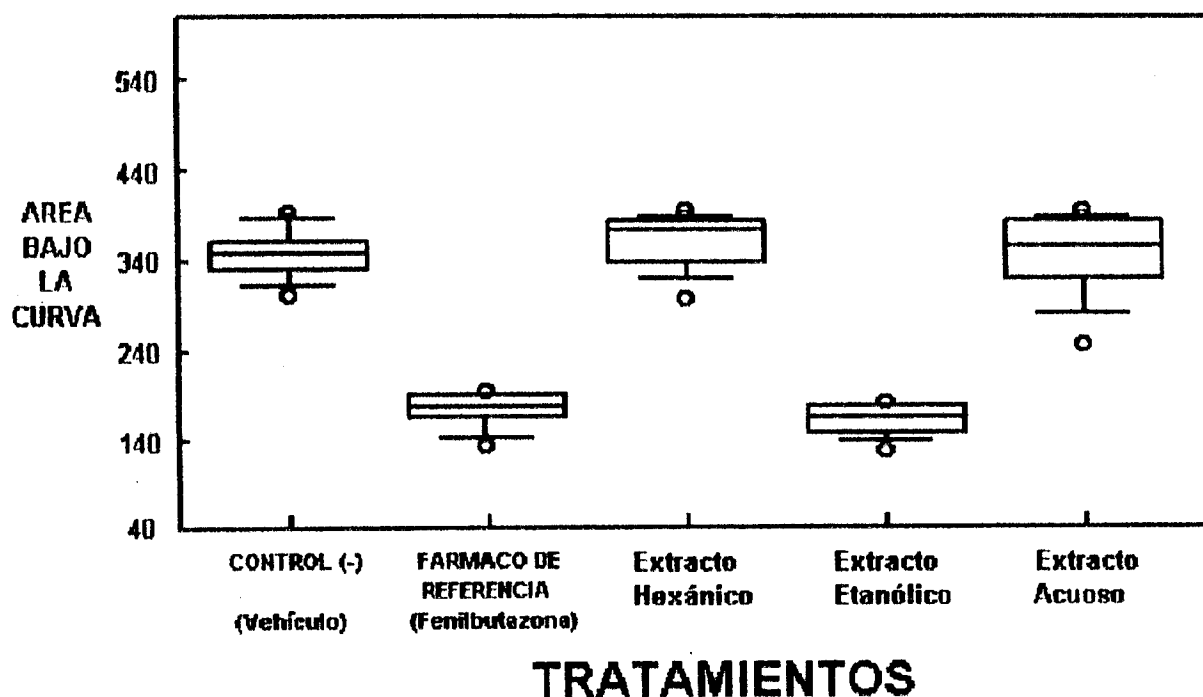 540
440
340
240
140
40
AREA
BAJO
LA
CURVA
CONTROL (-)
(Vehículo)
FARMACO DE
REFERENCIA
(Fenilbutazona)
Extracto
Hexánico
Extracto
Etanólico
Extracto
Acuoso
TRATAMIENTOS